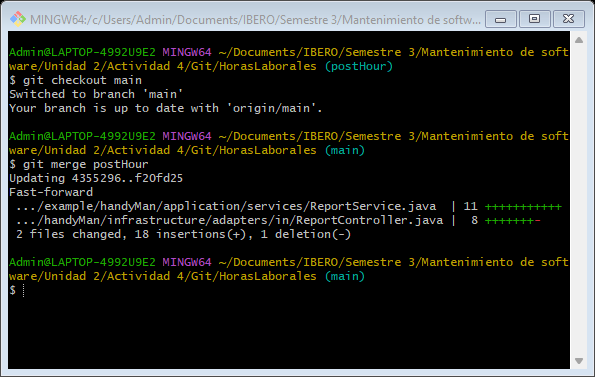 MINGW64:/c/Users/Admin/Documents/IBERO/Semestre 3/Mantenimiento de softw...
Admin@LAPTOP-4992U9E2 MINGW64 ~/Documents/IBERO/Semestre 3/Mantenimiento de soft
ware/Unidad 2/Actividad 4/Git/HorasLaborales (postHour)
$ git checkout main
Switched to branch 'main'
Your branch is up to date with 'origin/main'.
Admin@LAPTOP-4992U9E2 MINGW64 ~/Documents/IBERO/Semestre 3/Mantenimiento de soft
ware/Unidad 2/Actividad 4/Git/HorasLaborales (main)
$ git merge postHour
Updating 4355296..f20fd25
Fast-forward
 .../example/handyMan/application/services/ReportService.java  | 11 +++++++++++
 .../handyMan/infrastructure/adapters/in/ReportController.java |  8 +++++++-
 2 files changed, 18 insertions(+), 1 deletion(-)
Admin@LAPTOP-4992U9E2 MINGW64 ~/Documents/IBERO/Semestre 3/Mantenimiento de soft
ware/Unidad 2/Actividad 4/Git/HorasLaborales (main)
$